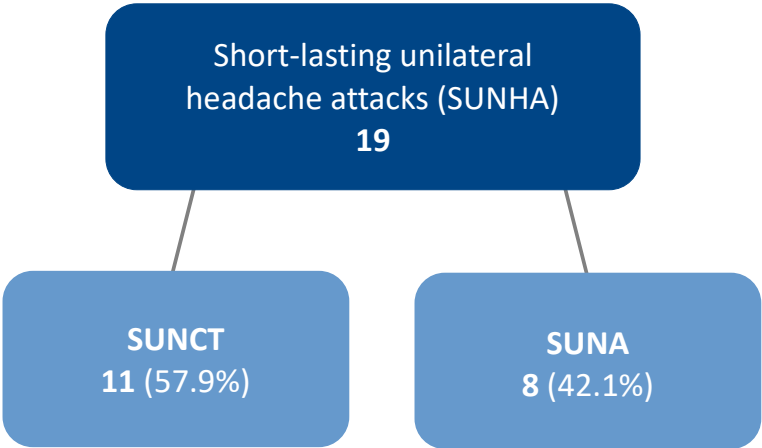 Short-lasting unilateral
headache attacks (SUNHA)
19
SUNCT
11 (57.9%)
SUNA
8 (42.1%)